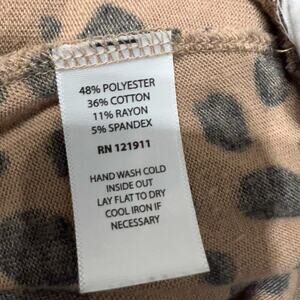 48% POLYESTER
36% COTTON
11% RAYON
5% SPANDEX
RN 121911
HAND WASH COLD
INSIDE OUT
LAY FLAT TO DRY
COOL IRON IF
NECESSARY